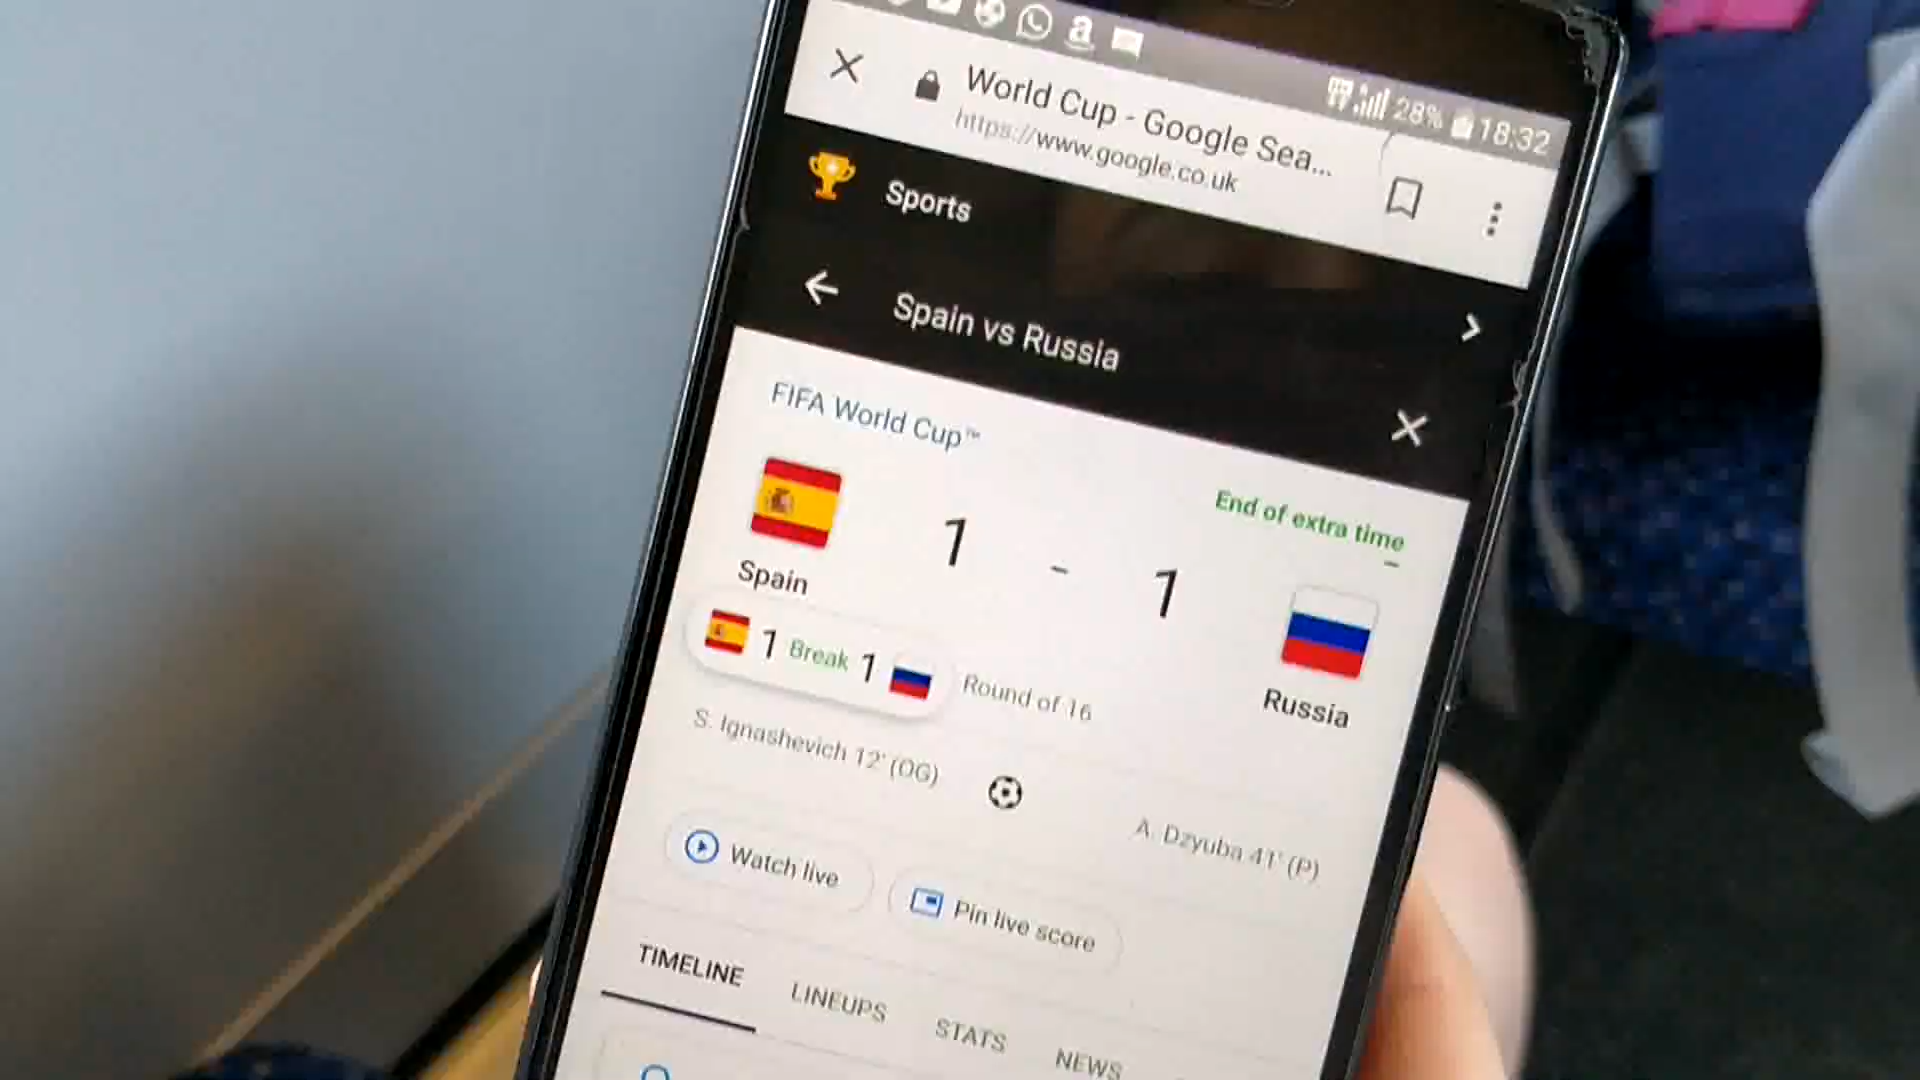 28% 18:32
World Cup - Google Sea...
https://www.google.co.uk
Sports
Spain vs Russia
FIFA World Cup™
End of extra time
1 - 1
Spain
Russia
1 Break 1
Round of 16
S. Ignashevich 12' (OG)
A. Dzyuba 41' (P)
Watch live
Pin live score
TIMELINE
LINEUPS
STATS
NEWS